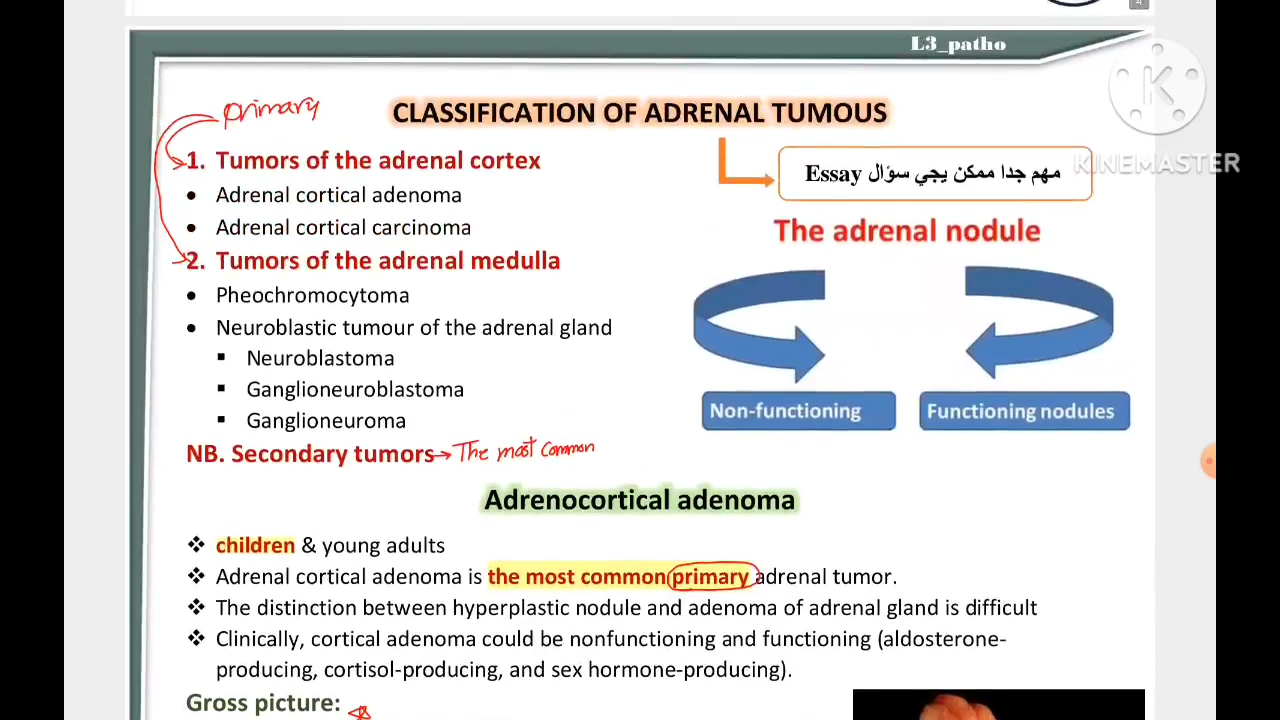 L3_patho
primary
CLASSIFICATION OF ADRENAL TUMOUS
1. Tumors of the adrenal cortex
مهم جدا ممكن يجي سؤال Essay
KINEMASTER
• Adrenal cortical adenoma
• Adrenal cortical carcinoma
The adrenal nodule
2. Tumors of the adrenal medulla
• Pheochromocytoma
• Neuroblastic tumour of the adrenal gland
▪ Neuroblastoma
▪ Ganglioneuroblastoma
▪ Ganglioneuroma
Non-functioning
Functioning nodules
NB. Secondary tumors → The most common
Adrenocortical adenoma
❖ children & young adults
❖ Adrenal cortical adenoma is the most common primary adrenal tumor.
❖ The distinction between hyperplastic nodule and adenoma of adrenal gland is difficult
❖ Clinically, cortical adenoma could be nonfunctioning and functioning (aldosterone-
producing, cortisol-producing, and sex hormone-producing).
Gross picture: